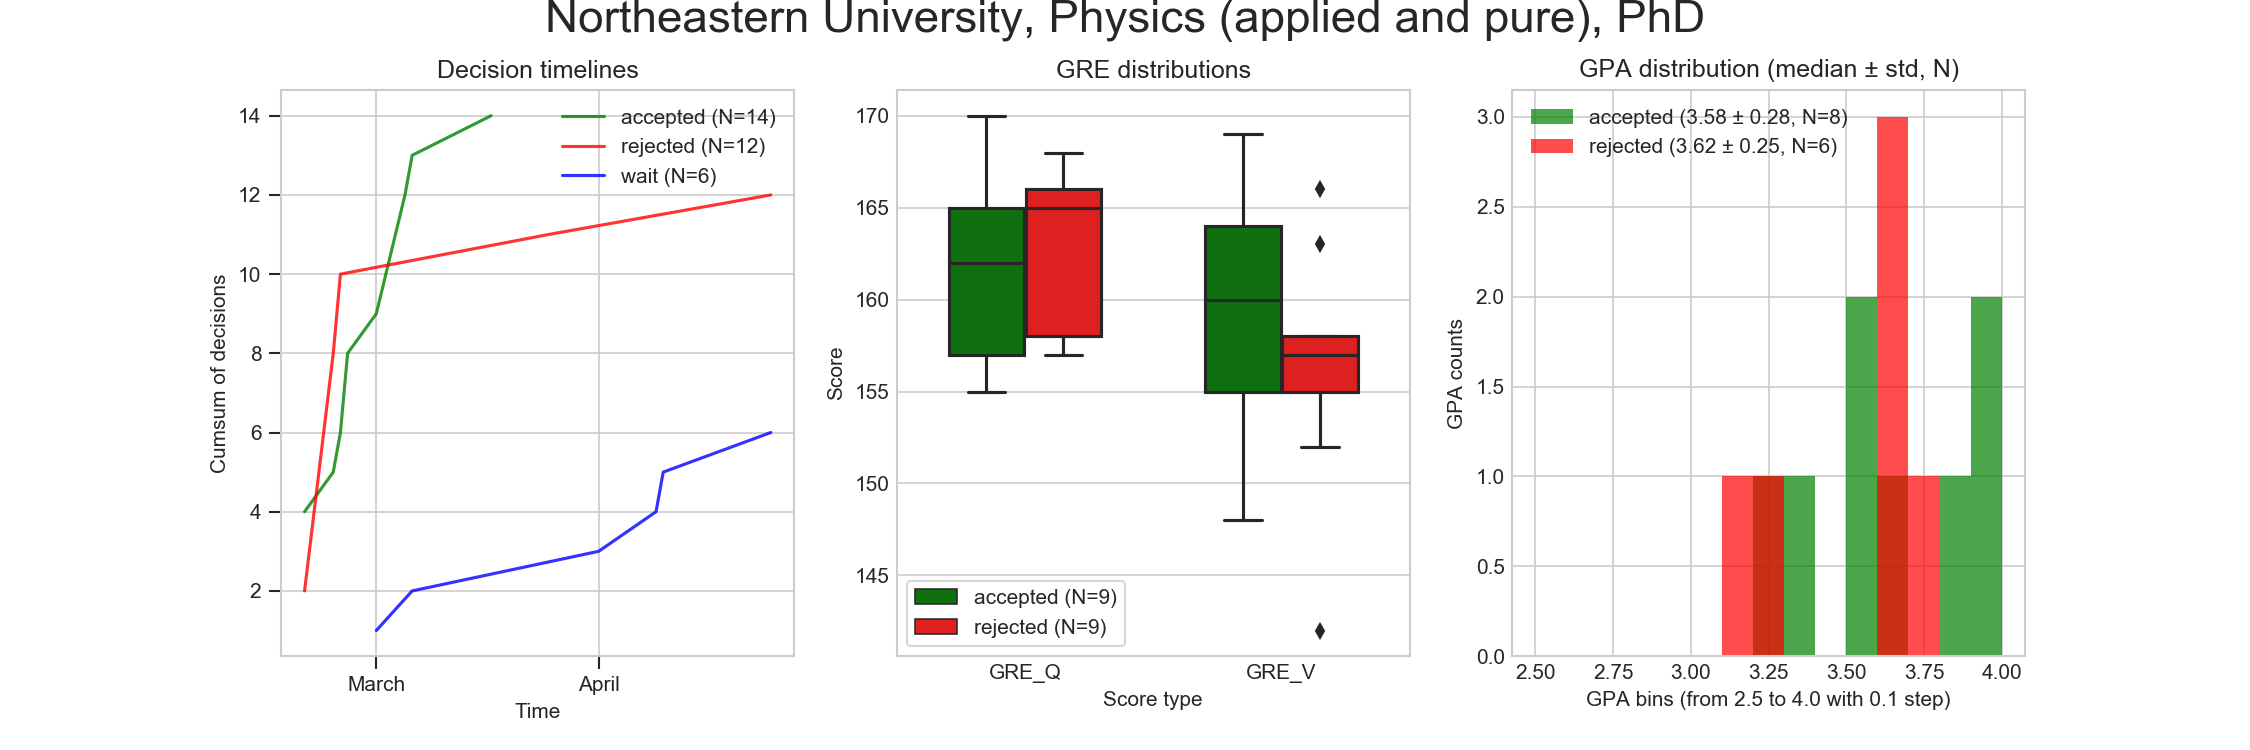 Northeastern University, Physics (applied and pure), PhD
Decision timelines
accepted (N=14)
rejected (N=12)
wait (N=6)
14
12
10
8
6
4
2
Cumsum of decisions
March
April
Time
GRE distributions
170
165
160
155
150
145
Score
accepted (N=9)
rejected (N=9)
GRE_Q
GRE_V
Score type
GPA distribution (median ± std, N)
accepted (3.58 ± 0.28, N=8)
rejected (3.62 ± 0.25, N=6)
3.0
2.5
2.0
1.5
1.0
0.5
0.0
GPA counts
2.50 2.75 3.00 3.25 3.50 3.75 4.00
GPA bins (from 2.5 to 4.0 with 0.1 step)